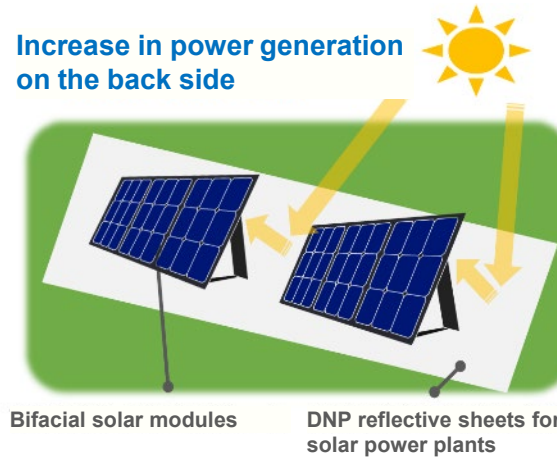 Increase in power generation
on the back side
Bifacial solar modules
DNP reflective sheets for
solar power plants